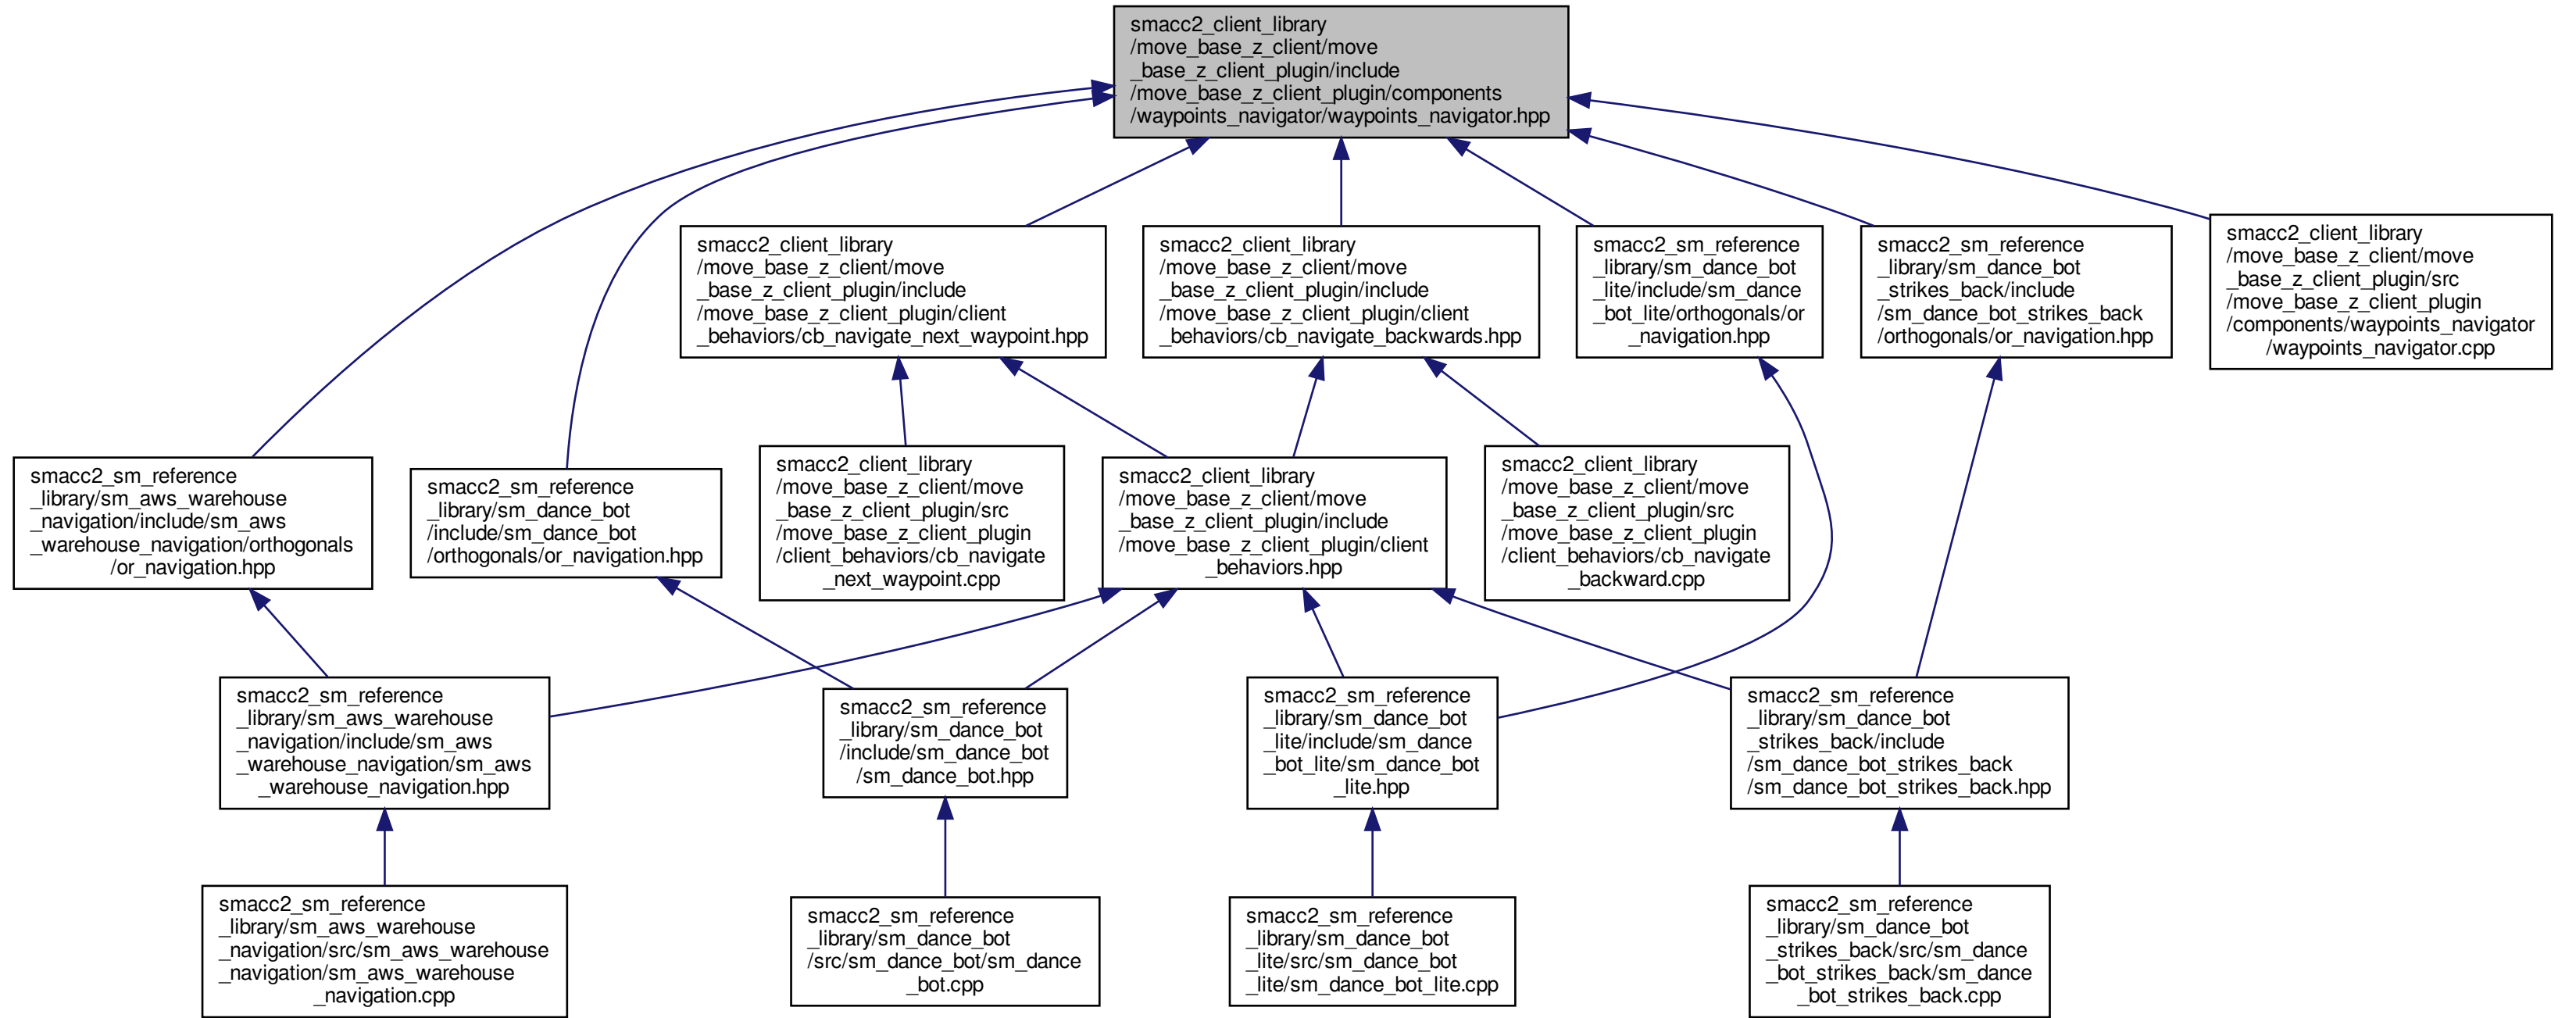 smacc2_client_library
/move_base_z_client/move
_base_z_client_plugin/include
/move_base_z_client_plugin/components
/waypoints_navigator/waypoints_navigator.hpp
smacc2_client_library
/move_base_z_client/move
_base_z_client_plugin/include
/move_base_z_client_plugin/client
_behaviors/cb_navigate_next_waypoint.hpp
smacc2_client_library
/move_base_z_client/move
_base_z_client_plugin/include
/move_base_z_client_plugin/client
_behaviors/cb_navigate_backwards.hpp
smacc2_sm_reference
_library/sm_dance_bot
_lite/include/sm_dance
_bot_lite/orthogonals/or
_navigation.hpp
smacc2_sm_reference
_library/sm_dance_bot
_strikes_back/include
/sm_dance_bot_strikes_back
/orthogonals/or_navigation.hpp
smacc2_client_library
/move_base_z_client/move
_base_z_client_plugin/src
/move_base_z_client_plugin
/components/waypoints_navigator
/waypoints_navigator.cpp
smacc2_sm_reference
_library/sm_aws_warehouse
_navigation/include/sm_aws
_warehouse_navigation/orthogonals
/or_navigation.hpp
smacc2_sm_reference
_library/sm_dance_bot
/include/sm_dance_bot
/orthogonals/or_navigation.hpp
smacc2_client_library
/move_base_z_client/move
_base_z_client_plugin/src
/move_base_z_client_plugin
/client_behaviors/cb_navigate
_next_waypoint.cpp
smacc2_client_library
/move_base_z_client/move
_base_z_client_plugin/include
/move_base_z_client_plugin/client
_behaviors.hpp
smacc2_client_library
/move_base_z_client/move
_base_z_client_plugin/src
/move_base_z_client_plugin
/client_behaviors/cb_navigate
_backward.cpp
smacc2_sm_reference
_library/sm_aws_warehouse
_navigation/include/sm_aws
_warehouse_navigation/sm_aws
_warehouse_navigation.hpp
smacc2_sm_reference
_library/sm_dance_bot
/include/sm_dance_bot
/sm_dance_bot.hpp
smacc2_sm_reference
_library/sm_dance_bot
_lite/include/sm_dance
_bot_lite/sm_dance_bot
_lite.hpp
smacc2_sm_reference
_library/sm_dance_bot
_strikes_back/include
/sm_dance_bot_strikes_back
/sm_dance_bot_strikes_back.hpp
smacc2_sm_reference
_library/sm_aws_warehouse
_navigation/src/sm_aws_warehouse
_navigation/sm_aws_warehouse
_navigation.cpp
smacc2_sm_reference
_library/sm_dance_bot
/src/sm_dance_bot/sm_dance
_bot.cpp
smacc2_sm_reference
_library/sm_dance_bot
_lite/src/sm_dance_bot
_lite/sm_dance_bot_lite.cpp
smacc2_sm_reference
_library/sm_dance_bot
_strikes_back/src/sm_dance
_bot_strikes_back/sm_dance
_bot_strikes_back.cpp